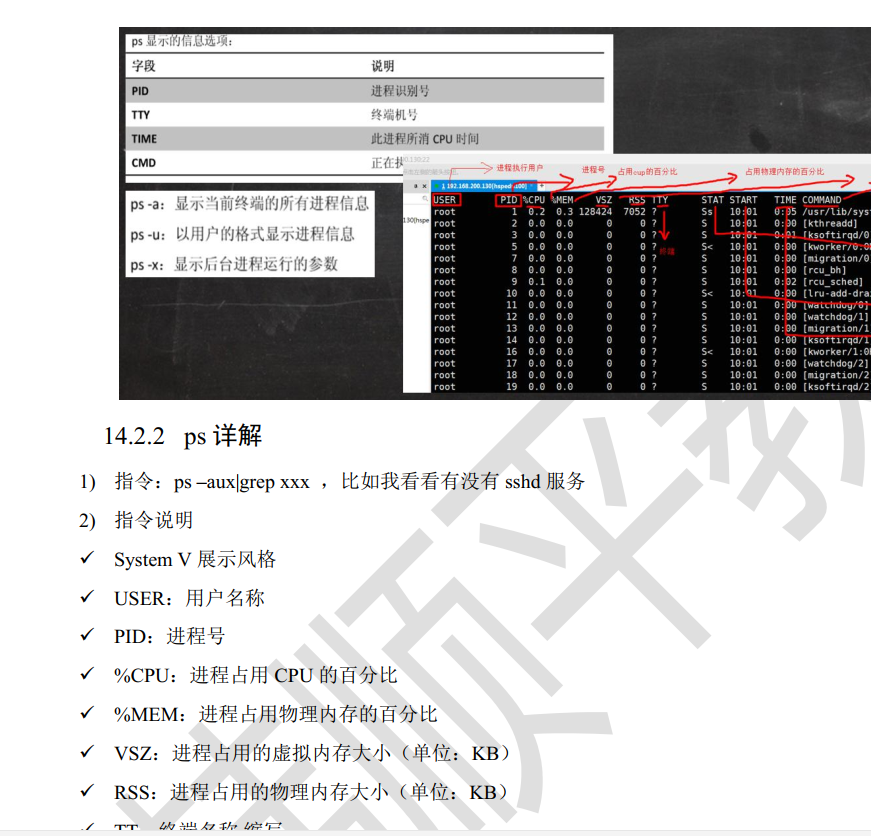 ps 显示的信息选项：
字段 说明
PID 进程识别号
TTY 终端机号
TIME 此进程所消 CPU 时间
CMD 正在执
ps -a：显示当前终端的所有进程信息
ps -u：以用户的格式显示进程信息
ps -x：显示后台进程运行的参数
进程执行用户 进程号 占用cup的百分比 占用物理内存的百分比
1 192.168.200.130(hsped
USER PID %CPU %MEM VSZ RSS TTY STAT START TIME COMMAND
root 1 0.2 0.3 128424 7052 ? Ss 10:01 0:05 /usr/lib/syst
root 2 0.0 0.0 0 0 ? S 10:01 0:00 [kthreadd]
终端
root 3 0.0 0.0 0 0 ? S 10:01 0:01 [ksoftirqd/0
root 5 0.0 0.0 0 0 ? S< 10:01 0:00 [kworker/0:0H
root 7 0.0 0.0 0 0 ? S 10:01 0:00 [migration/0
root 8 0.0 0.0 0 0 ? S 10:01 0:00 [rcu_bh]
root 9 0.1 0.0 0 0 ? S 10:01 0:02 [rcu_sched]
root 10 0.0 0.0 0 0 ? S< 10:01 0:00 [lru-add-drai
root 11 0.0 0.0 0 0 ? S 10:01 0:00 [watchdog/0]
root 12 0.0 0.0 0 0 ? S 10:01 0:00 [watchdog/1]
root 13 0.0 0.0 0 0 ? S 10:01 0:00 [migration/1
root 14 0.0 0.0 0 0 ? S 10:01 0:00 [ksoftirqd/1
root 16 0.0 0.0 0 0 ? S< 10:01 0:00 [kworker/1:0H
root 17 0.0 0.0 0 0 ? S 10:01 0:00 [watchdog/2]
root 18 0.0 0.0 0 0 ? S 10:01 0:00 [migration/2
root 19 0.0 0.0 0 0 ? S 10:01 0:00 [ksoftirqd/2
14.2.2 ps 详解
1) 指令：ps –aux|grep xxx ，比如我看看有没有 sshd 服务
2) 指令说明
✓ System V 展示风格
✓ USER：用户名称
✓ PID：进程号
✓ %CPU：进程占用 CPU 的百分比
✓ %MEM：进程占用物理内存的百分比
✓ VSZ：进程占用的虚拟内存大小（单位：KB）
✓ RSS：进程占用的物理内存大小（单位：KB）
✓ TT：终端名称,缩写
顺平教